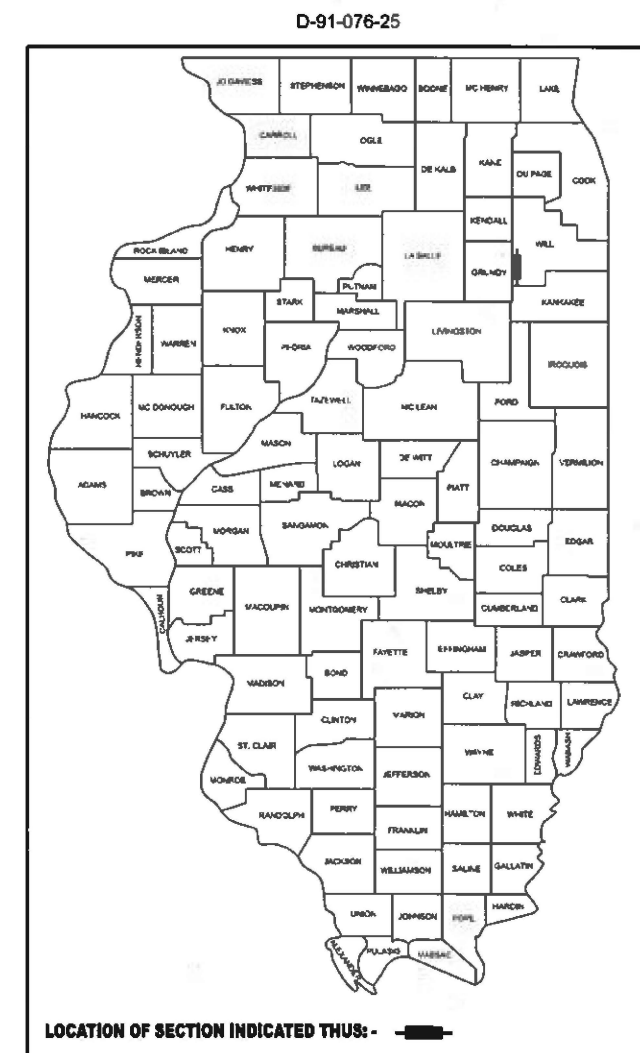 D-91-076-25
JO DAVIESS STEPHENSON WINNEBAGO BOONE MC HENRY LAKE
CARROLL OGLE DE KALB KANE DU PAGE COOK
WHITESIDE LEE KENDALL WILL
ROCK ISLAND HENRY BUREAU LA SALLE GRUNDY
MERCER STARK PUTNAM KANKAKEE
MARSHALL
HENDERSON WARREN KNOX PEORIA WOODFORD LIVINGSTON IROQUOIS
HANCOCK MC DONOUGH FULTON TAZEWELL MC LEAN FORD
SCHUYLER MASON LOGAN DE WITT CHAMPAIGN VERMILION
ADAMS BROWN CASS MENARD MACON PIATT
PIKE SCOTT MORGAN SANGAMON MOULTRIE DOUGLAS EDGAR
CHRISTIAN COLES
CALHOUN GREENE MACOUPIN MONTGOMERY SHELBY CUMBERLAND CLARK
JERSEY FAYETTE EFFINGHAM JASPER CRAWFORD
MADISON BOND CLAY RICHLAND LAWRENCE
CLINTON MARION
ST. CLAIR WAYNE EDWARDS WABASH
MONROE WASHINGTON JEFFERSON
RANDOLPH PERRY HAMILTON WHITE
FRANKLIN
JACKSON WILLIAMSON SALINE GALLATIN
UNION JOHNSON POPE HARDIN
ALEXANDER PULASKI MASSAC
LOCATION OF SECTION INDICATED THUS: -